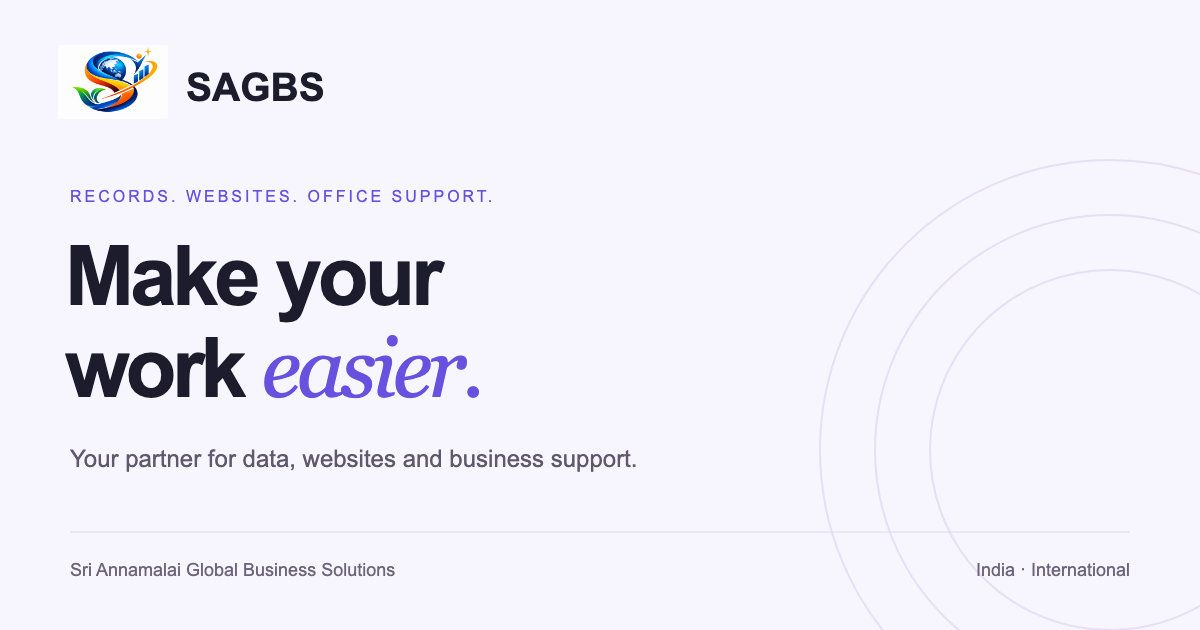 SAGBS
RECORDS. WEBSITES. OFFICE SUPPORT.
Make your
work easier.
Your partner for data, websites and business support.
Sri Annamalai Global Business Solutions
India · International